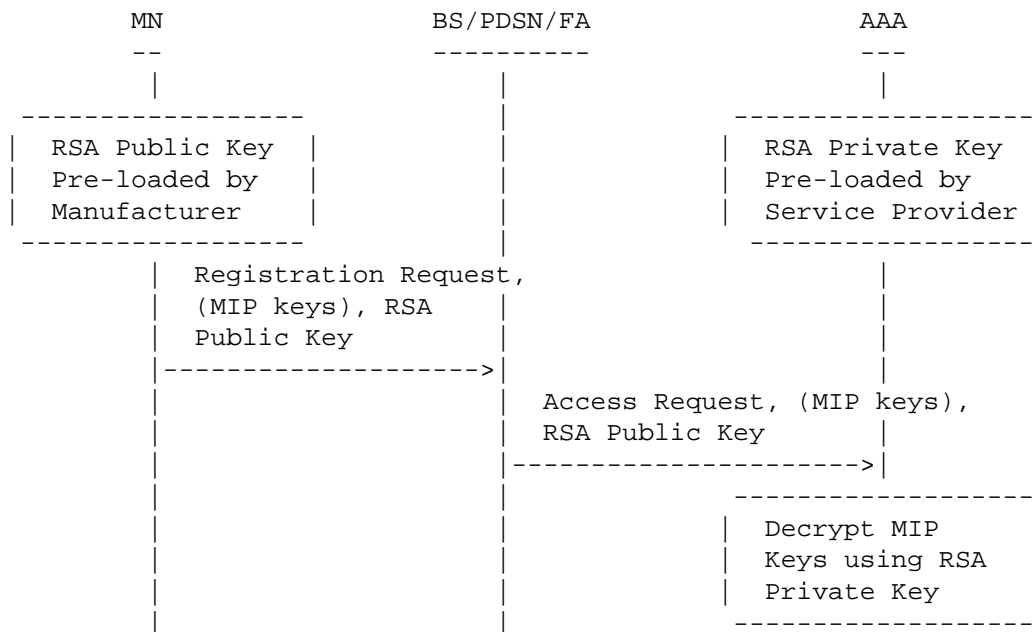 MN BS/PDSN/FA AAA
RSA Public Key RSA Private Key
Pre-loaded by Pre-loaded by
Manufacturer Service Provider
Registration Request,
(MIP keys), RSA
Public Key
Access Request, (MIP keys),
RSA Public Key
Decrypt MIP
Keys using RSA
Private Key